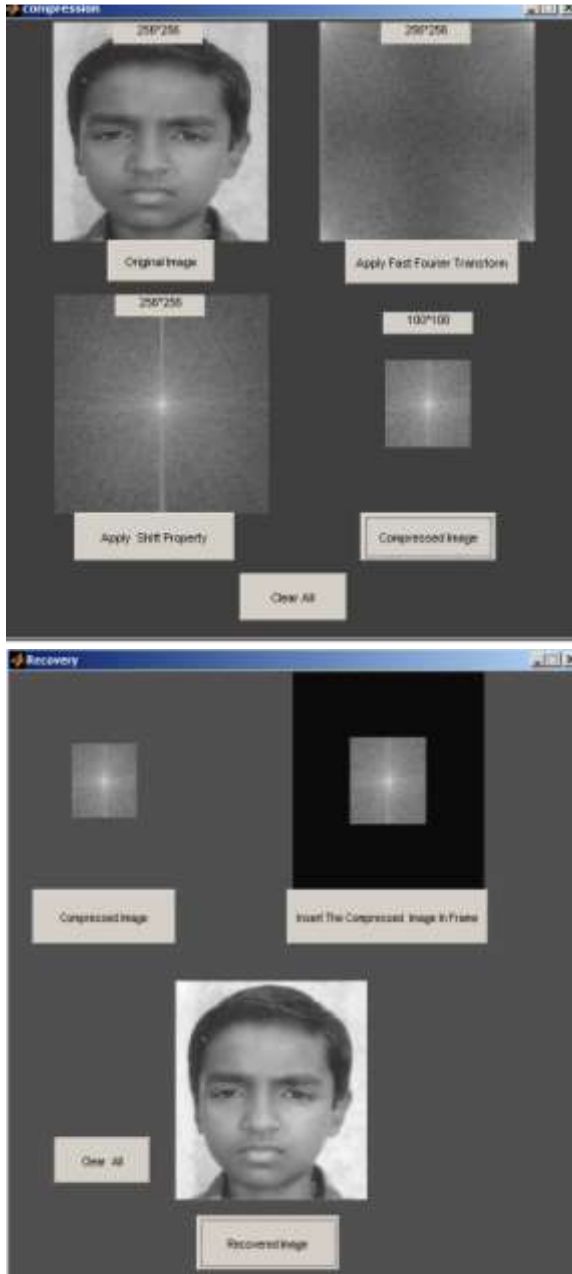 compression
256*256
256*256
Original Image
Apply Fast Fourier Transform
256*256
100*100
Apply Shift Property
Compressed Image
Clear All
Recovery
Compressed Image
Insert The Compressed Image In Frame
Clear All
Recovered Image